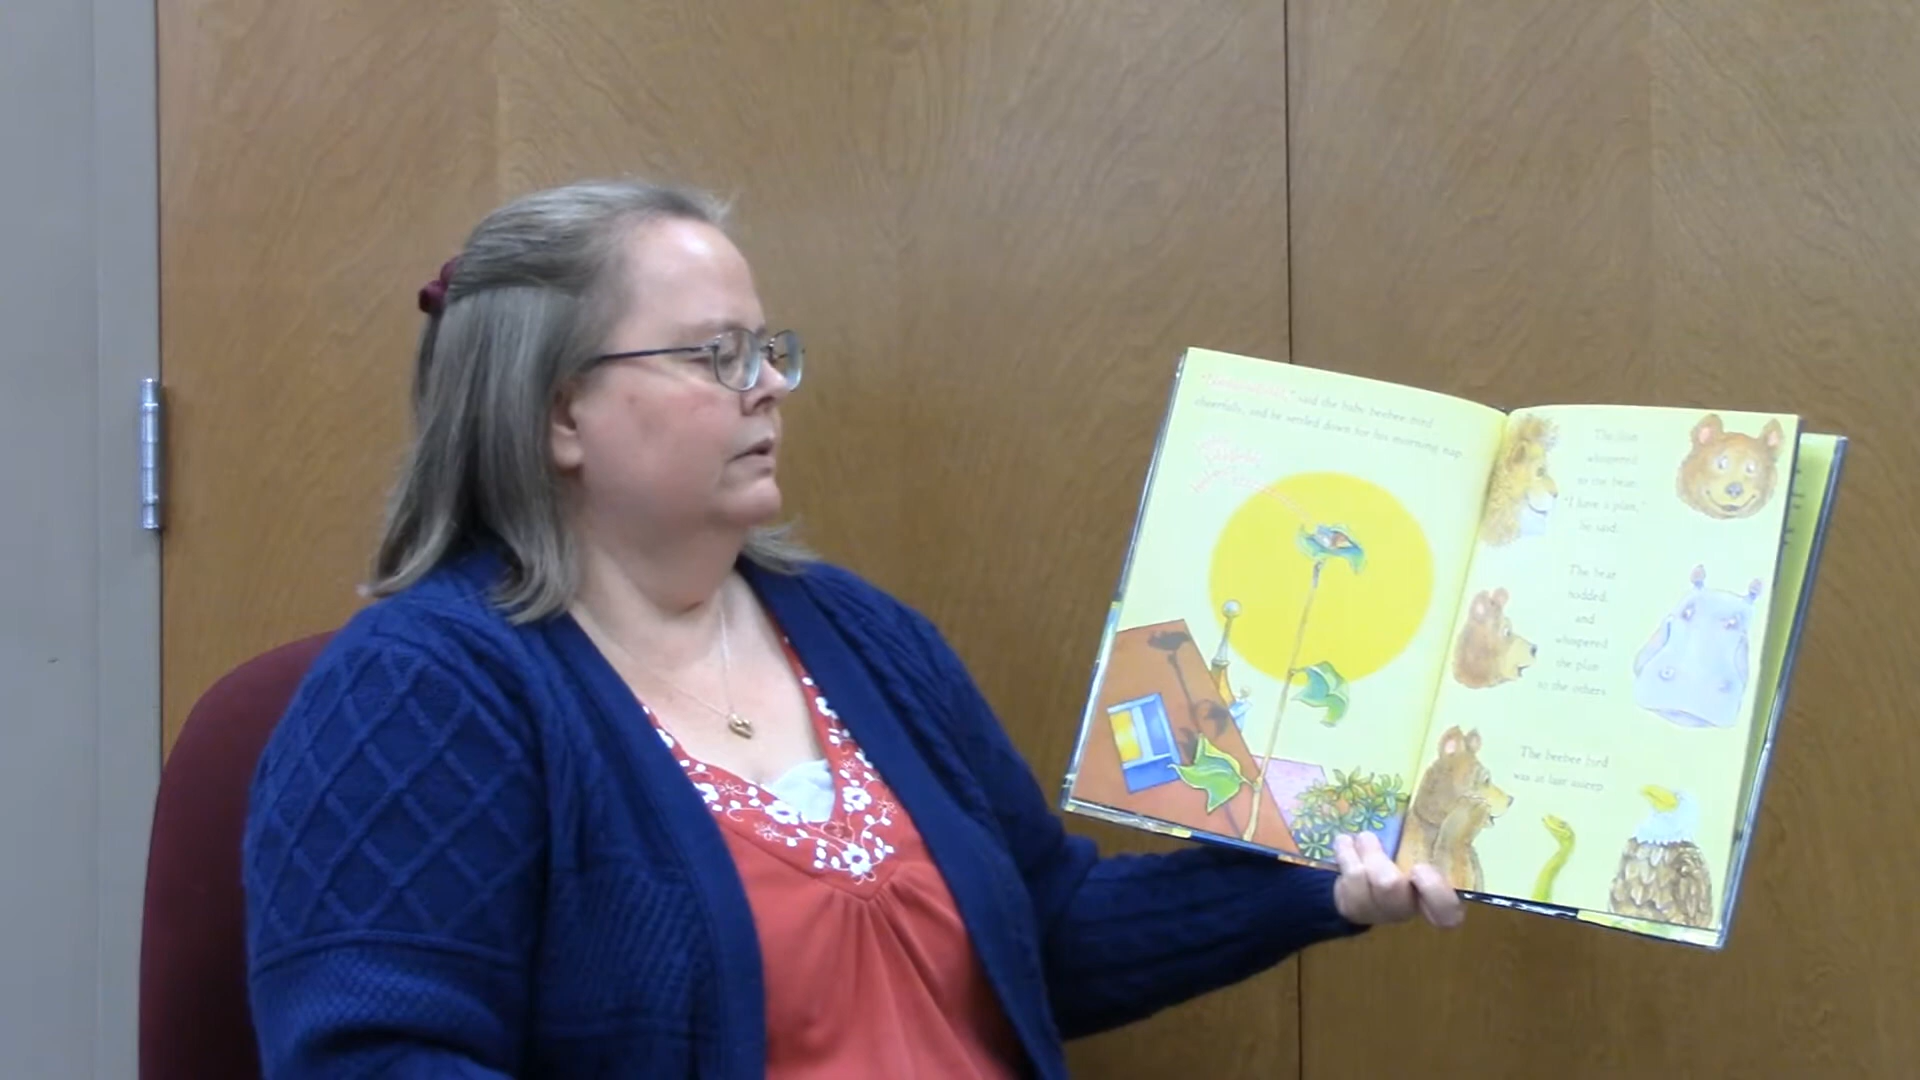 said the baby beebee bird
cheerfully, and he settled down for his morning nap.
The lion
whispered
to the bear,
"I have a plan,"
he said.
The bear
nodded,
and
whispered
the plan
to the others.
The beebee bird
was at last asleep.